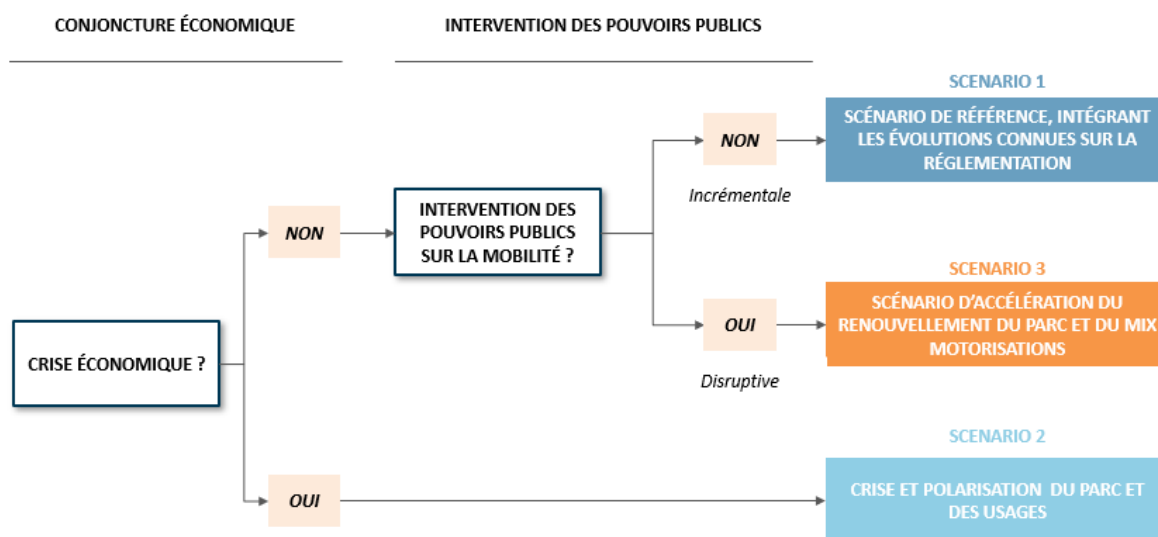 CONJONCTURE ÉCONOMIQUE
INTERVENTION DES POUVOIRS PUBLICS
SCENARIO 1
SCÉNARIO DE RÉFÉRENCE, INTÉGRANT
LES ÉVOLUTIONS CONNUES SUR LA
RÉGLEMENTATION
NON
Incrémentale
INTERVENTION DES
POUVOIRS PUBLICS
SUR LA MOBILITÉ ?
NON
SCENARIO 3
SCÉNARIO D'ACCÉLÉRATION DU
RENOUVELLEMENT DU PARC ET DU MIX
MOTORISATIONS
OUI
Disruptive
CRISE ÉCONOMIQUE ?
SCENARIO 2
CRISE ET POLARISATION DU PARC ET
DES USAGES
OUI